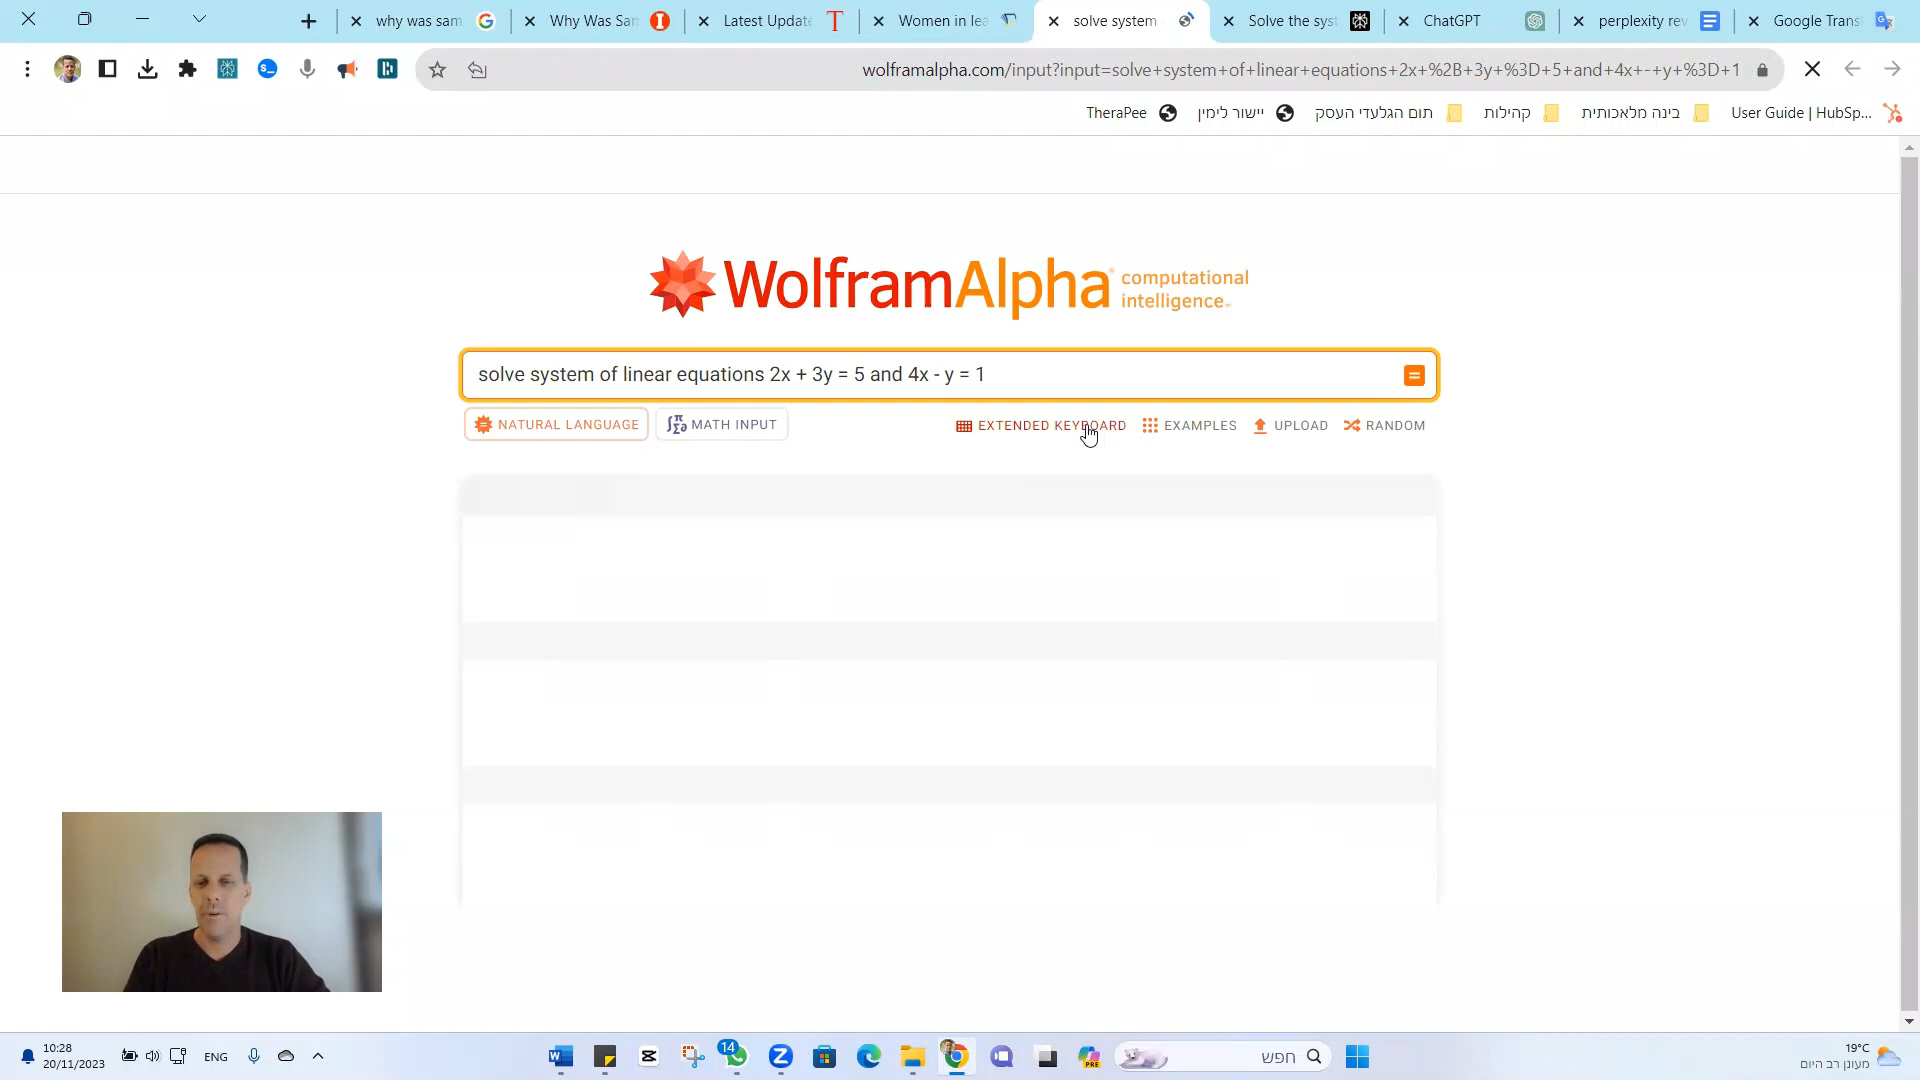 why was sam
Why Was San
Latest Update
Women in lea
solve system
Solve the syst
ChatGPT
perplexity rev
Google Trans
wolframalpha.com/input?input=solve+system+of+linear+equations+2x+%2B+3y+%3D+5+and+4x+-+y+%3D+1
TheraPee
יישור לימין
תום הגלעדי העסק
קהילות
בינה מלאכותית
User Guide | HubSp...
WolframAlpha computational intelligence
solve system of linear equations 2x + 3y = 5 and 4x - y = 1
NATURAL LANGUAGE
MATH INPUT
EXTENDED KEYBOARD
EXAMPLES
UPLOAD
RANDOM
10:28
20/11/2023
ENG
14
PRE
חפש
19°C
מעונן רב היום